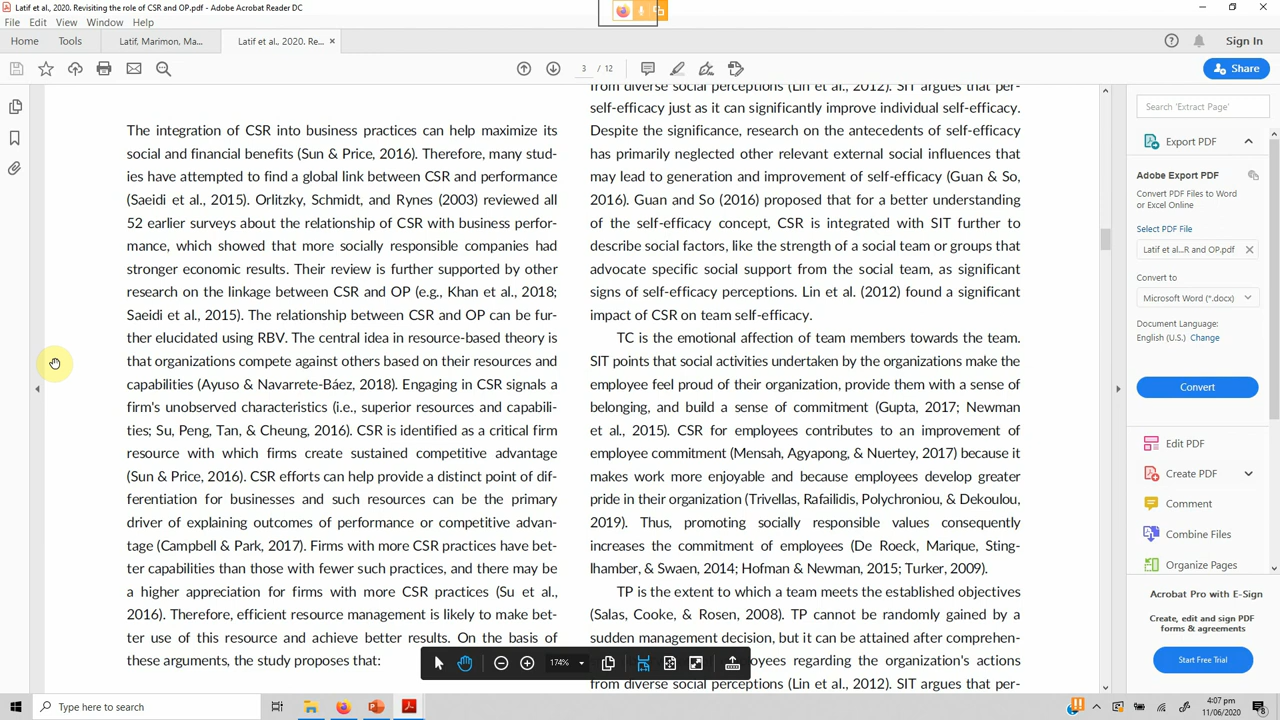 Latif et al., 2020. Revisiting the role of CSR and OP.pdf - Adobe Acrobat Reader DC
File Edit View Window Help
Home Tools Latif, Marimon, Ma... Latif et al., 2020. Re... ×
Sign In
3 / 12
Share
The integration of CSR into business practices can help maximize its
social and financial benefits (Sun & Price, 2016). Therefore, many stud-
ies have attempted to find a global link between CSR and performance
(Saeidi et al., 2015). Orlitzky, Schmidt, and Rynes (2003) reviewed all
52 earlier surveys about the relationship of CSR with business perfor-
mance, which showed that more socially responsible companies had
stronger economic results. Their review is further supported by other
research on the linkage between CSR and OP (e.g., Khan et al., 2018;
Saeidi et al., 2015). The relationship between CSR and OP can be fur-
ther elucidated using RBV. The central idea in resource-based theory is
that organizations compete against others based on their resources and
capabilities (Ayuso & Navarrete-Báez, 2018). Engaging in CSR signals a
firm's unobserved characteristics (i.e., superior resources and capabili-
ties; Su, Peng, Tan, & Cheung, 2016). CSR is identified as a critical firm
resource with which firms create sustained competitive advantage
(Sun & Price, 2016). CSR efforts can help provide a distinct point of dif-
ferentiation for businesses and such resources can be the primary
driver of explaining outcomes of performance or competitive advan-
tage (Campbell & Park, 2017). Firms with more CSR practices have bet-
ter capabilities than those with fewer such practices, and there may be
a higher appreciation for firms with more CSR practices (Su et al.,
2016). Therefore, efficient resource management is likely to make bet-
ter use of this resource and achieve better results. On the basis of
these arguments, the study proposes that:
from diverse social perceptions (Lin et al., 2012). SIT argues that per-
self-efficacy just as it can significantly improve individual self-efficacy.
Despite the significance, research on the antecedents of self-efficacy
has primarily neglected other relevant external social influences that
may lead to generation and improvement of self-efficacy (Guan & So,
2016). Guan and So (2016) proposed that for a better understanding
of the self-efficacy concept, CSR is integrated with SIT further to
describe social factors, like the strength of a social team or groups that
advocate specific social support from the social team, as significant
signs of self-efficacy perceptions. Lin et al. (2012) found a significant
impact of CSR on team self-efficacy.
TC is the emotional affection of team members towards the team.
SIT points that social activities undertaken by the organizations make the
employee feel proud of their organization, provide them with a sense of
belonging, and build a sense of commitment (Gupta, 2017; Newman
et al., 2015). CSR for employees contributes to an improvement of
employee commitment (Mensah, Agyapong, & Nuertey, 2017) because it
makes work more enjoyable and because employees develop greater
pride in their organization (Trivellas, Rafailidis, Polychroniou, & Dekoulou,
2019). Thus, promoting socially responsible values consequently
increases the commitment of employees (De Roeck, Marique, Sting-
lhamber, & Swaen, 2014; Hofman & Newman, 2015; Turker, 2009).
TP is the extent to which a team meets the established objectives
(Salas, Cooke, & Rosen, 2008). TP cannot be randomly gained by a
sudden management decision, but it can be attained after comprehen-
oyees regarding the organization's actions
from diverse social perceptions (Lin et al., 2012). SIT argues that per-
174%
Search 'Extract Page'
Export PDF
Adobe Export PDF
Convert PDF Files to Word
or Excel Online
Select PDF File
Latif et al...R and OP.pdf ×
Convert to
Microsoft Word (*.docx)
Document Language:
English (U.S.) Change
Convert
Edit PDF
Create PDF
Comment
Combine Files
Organize Pages
Acrobat Pro with E-Sign
Create, edit and sign PDF
forms & agreements
Start Free Trial
Type here to search
4:07 pm
11/06/2020
8